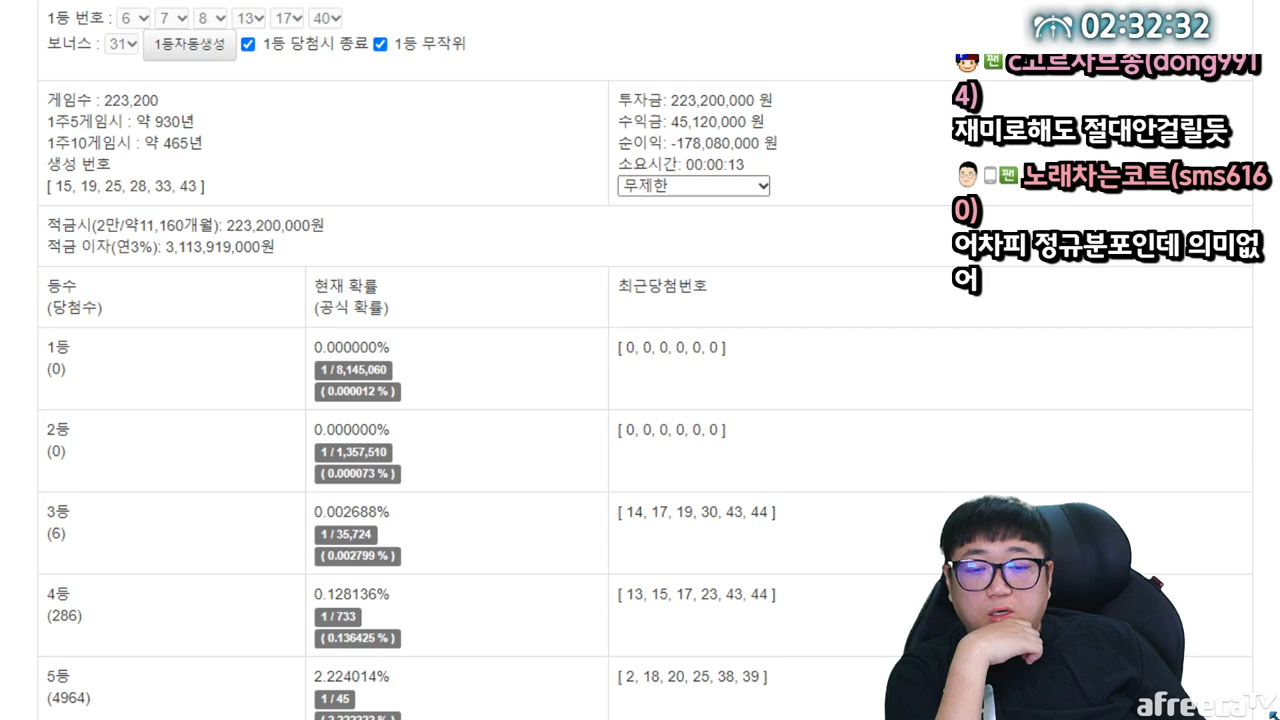 1등 번호 : 6 7 8 13 17 40
보너스 : 31 1등자동생성 1등 당첨시 종료 1등 무작위
02:32:32
게임수 : 223,200
1주5게임시 : 약 930년
1주10게임시 : 약 465년
생성 번호
[ 15, 19, 25, 28, 33, 43 ]
투자금: 223,200,000 원
수익금: 45,120,000 원
순이익: -178,080,000 원
소요시간: 00:00:13
무제한
c고르자브종(dong991
4)
재미로해도 절대안걸릴듯
노래차는코트(sms616
0)
어차피 정규분포인데 의미없
어
적금시(2만/약11,160개월): 223,200,000원
적금 이자(연3%): 3,113,919,000원
등수
(당첨수)
현재 확률
(공식 확률)
최근당첨번호
1등
(0)
0.000000%
1 / 8,145,060
( 0.000012 % )
[ 0, 0, 0, 0, 0, 0 ]
2등
(0)
0.000000%
1 / 1,357,510
( 0.000073 % )
[ 0, 0, 0, 0, 0, 0 ]
3등
(6)
0.002688%
1 / 35,724
( 0.002799 % )
[ 14, 17, 19, 30, 43, 44 ]
4등
(286)
0.128136%
1 / 733
( 0.136425 % )
[ 13, 15, 17, 23, 43, 44 ]
5등
(4964)
2.224014%
1 / 45
[ 2, 18, 20, 25, 38, 39 ]
afreecaTV